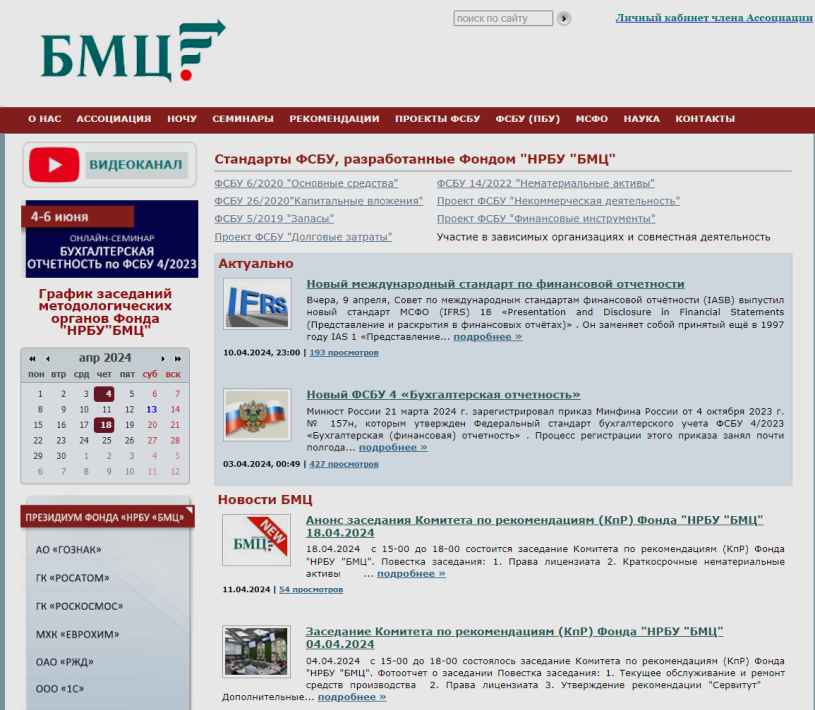 поиск по сайту
Личный кабинет члена Ассоциации
БМЦ
О НАС АССОЦИАЦИЯ НОЧУ СЕМИНАРЫ РЕКОМЕНДАЦИИ ПРОЕКТЫ ФСБУ ФСБУ (ПБУ) МСФО НАУКА КОНТАКТЫ
ВИДЕОКАНАЛ
4-6 июня
ОНЛАЙН-СЕМИНАР
БУХГАЛТЕРСКАЯ
ОТЧЕТНОСТЬ по ФСБУ 4/2023
График заседаний
методологических
органов Фонда
"НРБУ"БМЦ"
апр 2024
пон втр срд чет пят суб вск
1 2 3 4 5 6 7
8 9 10 11 12 13 14
15 16 17 18 19 20 21
22 23 24 25 26 27 28
29 30 1 2 3 4 5
6 7 8 9 10 11 12
ПРЕЗИДИУМ ФОНДА «НРБУ «БМЦ»
АО «ГОЗНАК»
ГК «РОСАТОМ»
ГК «РОСКОСМОС»
МХК «ЕВРОХИМ»
ОАО «РЖД»
ООО «1С»
Стандарты ФСБУ, разработанные Фондом "НРБУ "БМЦ"
ФСБУ 6/2020 "Основные средства" ФСБУ 14/2022 "Нематериальные активы"
ФСБУ 26/2020"Капитальные вложения" Проект ФСБУ "Некоммерческая деятельность"
ФСБУ 5/2019 "Запасы" Проект ФСБУ "Финансовые инструменты"
Проект ФСБУ "Долговые затраты" Участие в зависимых организациях и совместная деятельность
Актуально
IFRS
Новый международный стандарт по финансовой отчетности
Вчера, 9 апреля, Совет по международным стандартам финансовой отчётности (IASB) выпустил
новый стандарт МСФО (IFRS) 18 «Presentation and Disclosure in Financial Statements
(Представление и раскрытия в финансовых отчётах)» . Он заменяет собой принятый ещё в 1997
году IAS 1 «Представление... подробнее »
10.04.2024, 23:00 | 193 просмотров
Новый ФСБУ 4 «Бухгалтерская отчетность»
Минюст России 21 марта 2024 г. зарегистрировал приказ Минфина России от 4 октября 2023 г.
№ 157н, которым утвержден Федеральный стандарт бухгалтерского учета ФСБУ 4/2023
«Бухгалтерская (финансовая) отчетность» . Процесс регистрации этого приказа занял почти
полгода... подробнее »
03.04.2024, 00:49 | 427 просмотров
Новости БМЦ
NEW
БМЦ
Анонс заседания Комитета по рекомендациям (КпР) Фонда "НРБУ "БМЦ"
18.04.2024
18.04.2024 с 15-00 до 18-00 состоится заседание Комитета по рекомендациям (КпР) Фонда
"НРБУ "БМЦ". Повестка заседания: 1. Права лицензиата 2. Краткосрочные нематериальные
активы ... подробнее »
11.04.2024 | 54 просмотров
Заседание Комитета по рекомендациям (КпР) Фонда "НРБУ "БМЦ"
04.04.2024
04.04.2024 с 15-00 до 18-00 состоялось заседание Комитета по рекомендациям (КпР) Фонда
"НРБУ "БМЦ". Фотоотчет о заседании Повестка заседания: 1. Текущее обслуживание и ремонт
средств производства 2. Права лицензиата 3. Утверждение рекомендации "Сервитут"
Дополнительные... подробнее »